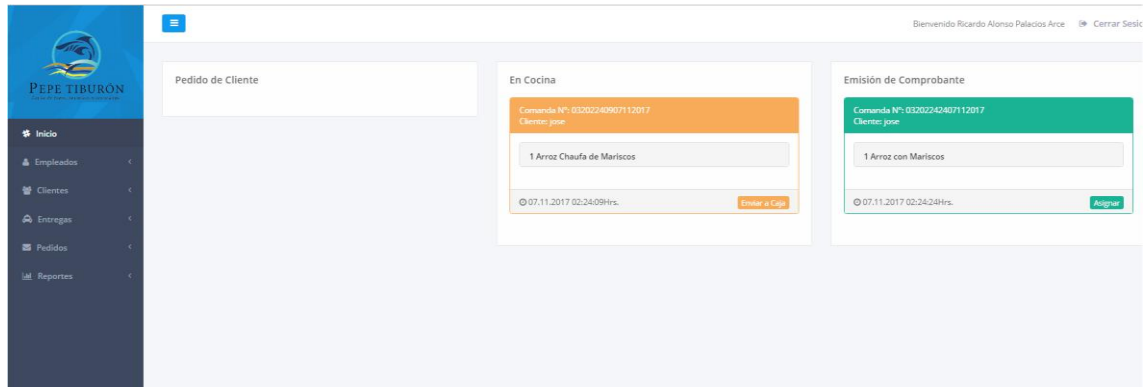 Bienvenido Ricardo Alonso Palacios Arce Cerrar Sesic
PEPE TIBURÓN
Inicio
Empleados
Clientes
Entregas
Pedidos
Reportes
Pedido de Cliente
En Cocina
Comanda N°: 03202240907112017
Cliente: jose
1 Arroz Chaufa de Mariscos
07.11.2017 02:24:09Hrs.
Enviar a Caja
Emisión de Comprobante
Comanda N°: 03202242407112017
Cliente: jose
1 Arroz con Mariscos
07.11.2017 02:24:24Hrs.
Asignar